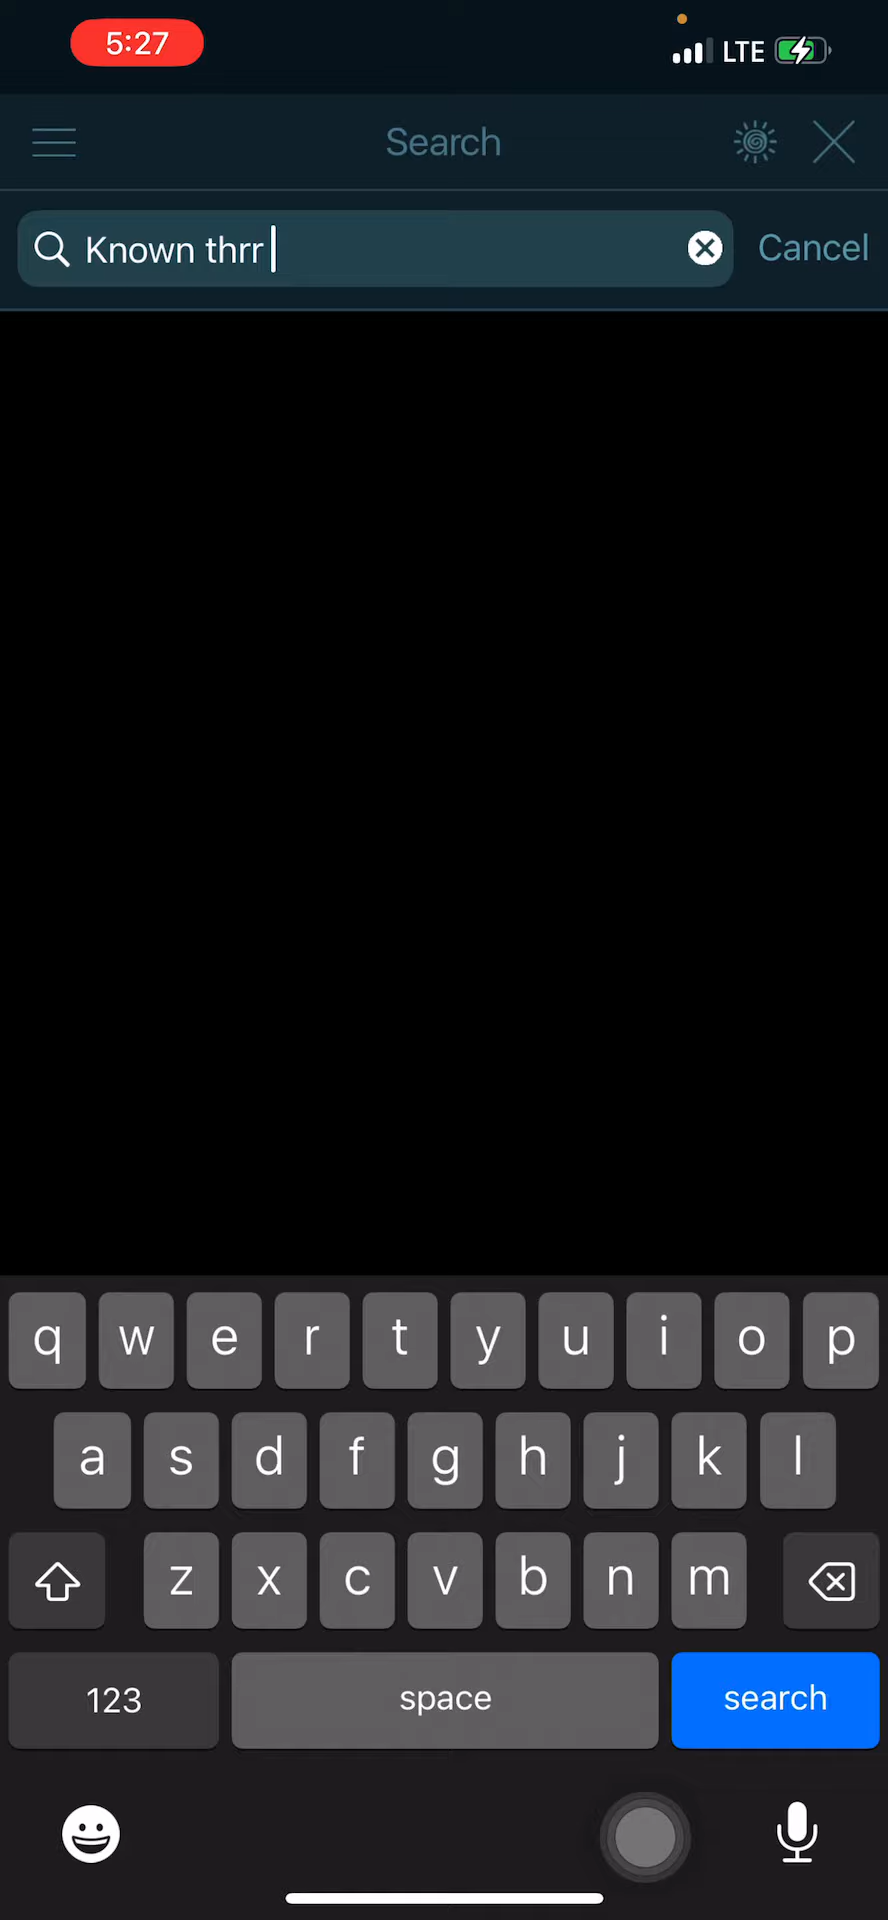 5:27
LTE
Search
Known thrr
Cancel
q w e r t y u i o p
a s d f g h j k l
z x c v b n m
123 space search